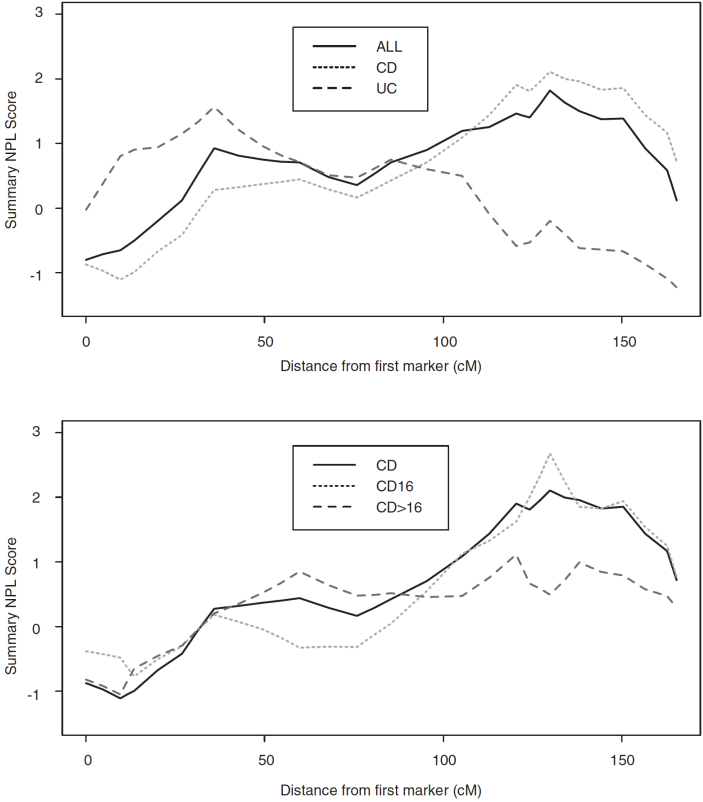 3
2
1
0
-1
Summary NPL Score
ALL
CD
UC
0
50
100
150
Distance from first marker (cM)
3
2
1
0
-1
Summary NPL Score
CD
CD16
CD>16
0
50
100
150
Distance from first marker (cM)